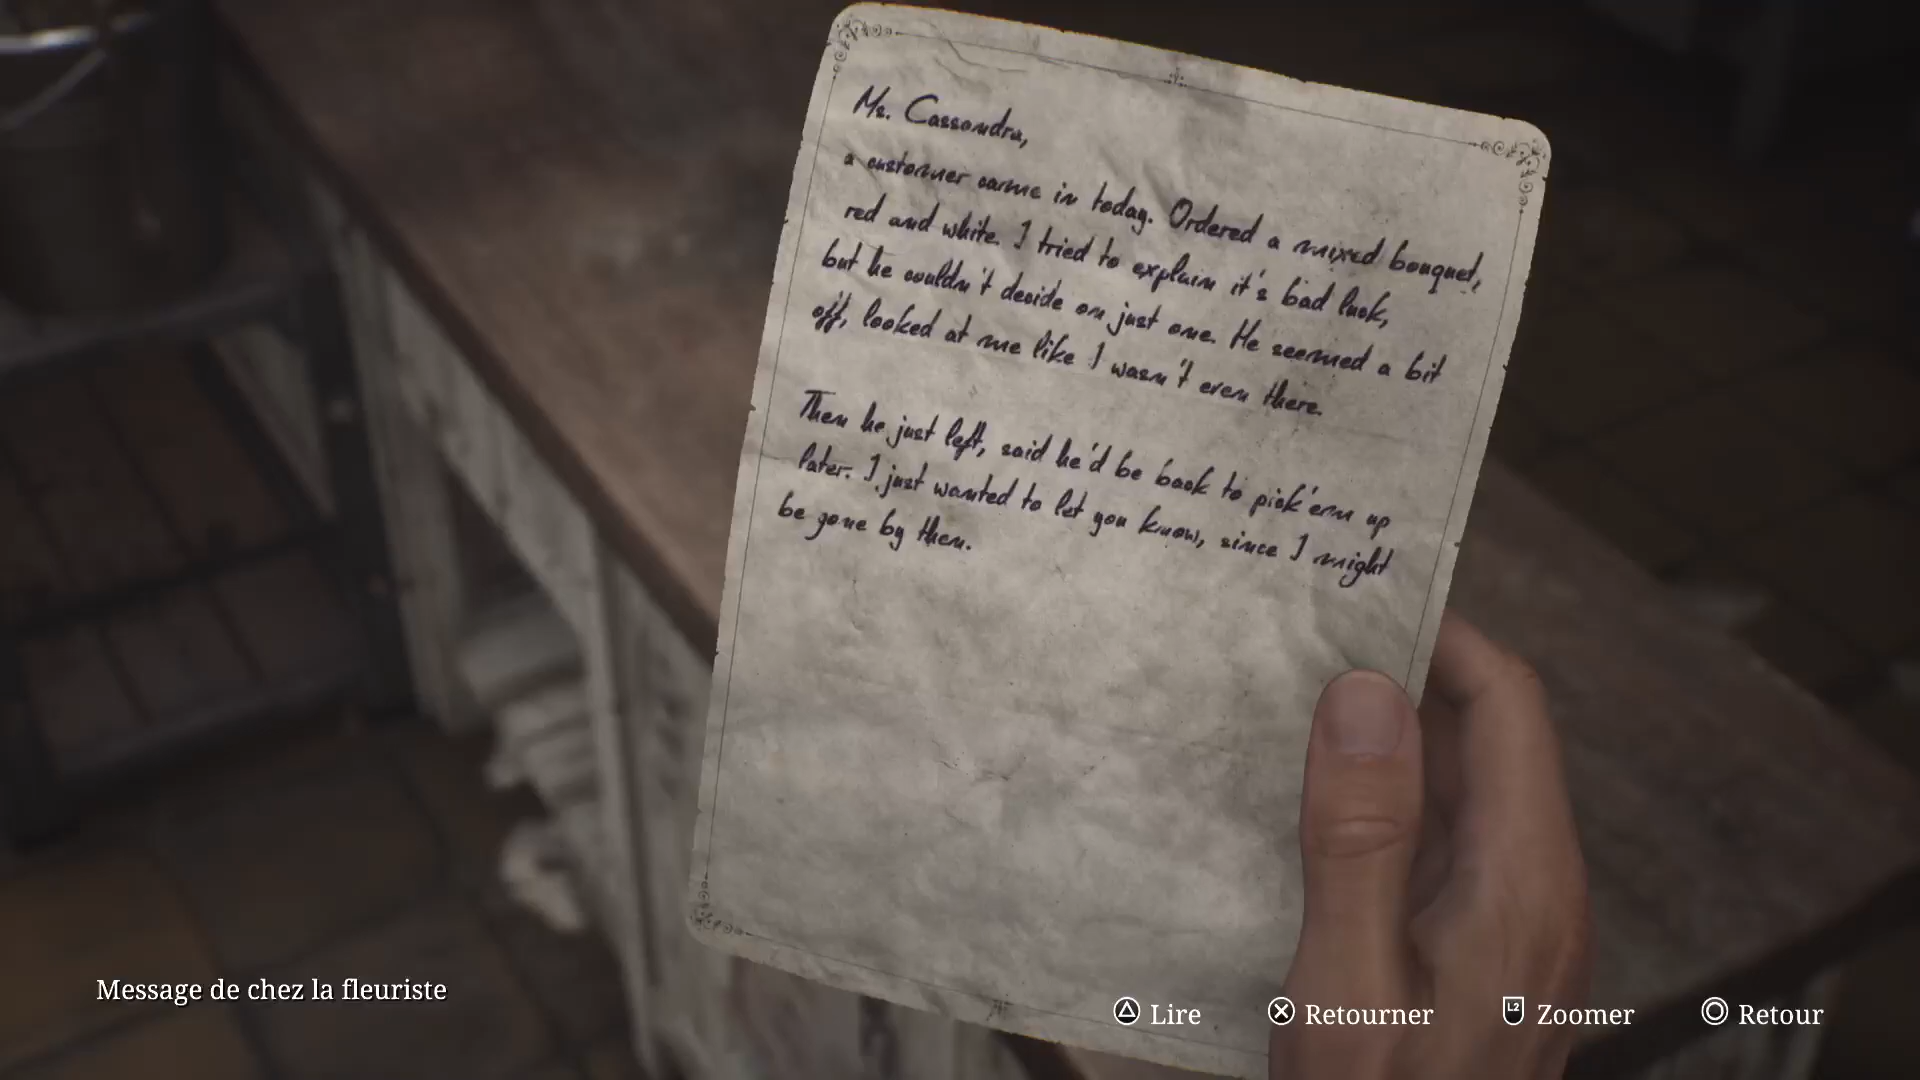 Ms. Cassandra,
a customer came in today. Ordered a mixed bouquet,
red and white. I tried to explain it's bad luck,
but he couldn't decide on just one. He seemed a bit
off, looked at me like I wasn't even there.
Then he just left, said he'd be back to pick'em up
later. I just wanted to let you know, since I might
be gone by then.
Message de chez la fleuriste
Lire
Retourner
L2 Zoomer
Retour